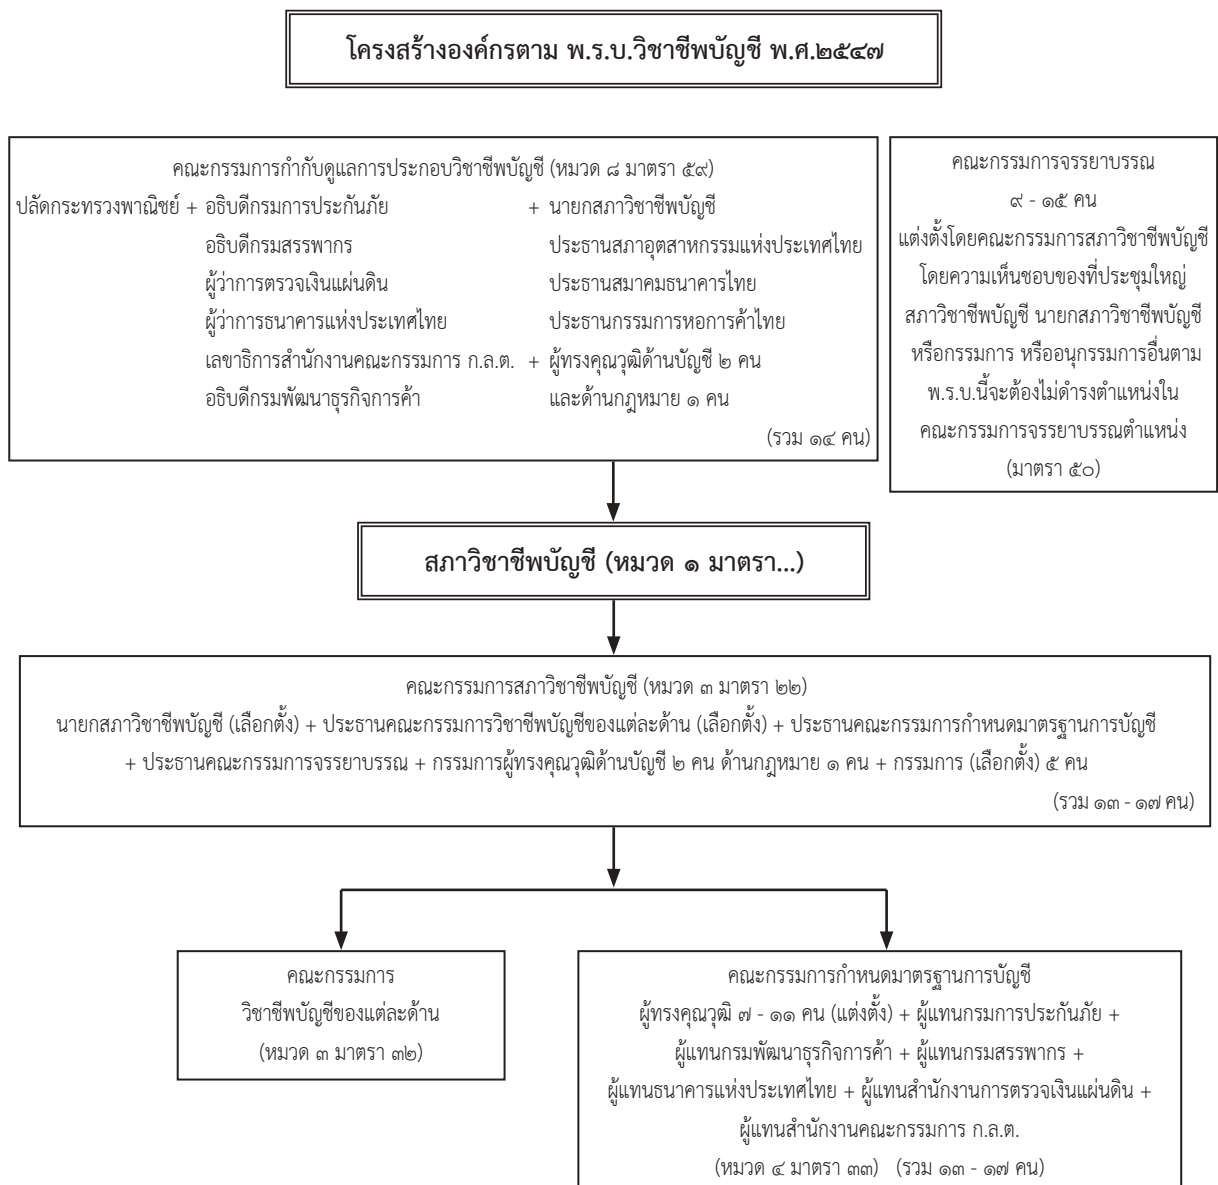 โครงสร้างองค์กรตาม พ.ร.บ.วิชาชีพบัญชี พ.ศ.๒๕๔๗
คณะกรรมการกำกับดูแลการประกอบวิชาชีพบัญชี (หมวด ๘ มาตรา ๕๙)
ปลัดกระทรวงพาณิชย์ + อธิบดีกรมการประกันภัย + นายกสภาวิชาชีพบัญชี
อธิบดีกรมสรรพากร ประธานสภาอุตสาหกรรมแห่งประเทศไทย
ผู้ว่าการตรวจเงินแผ่นดิน ประธานสมาคมธนาคารไทย
ผู้ว่าการธนาคารแห่งประเทศไทย ประธานกรรมการหอการค้าไทย
เลขาธิการสำนักงานคณะกรรมการ ก.ล.ต. + ผู้ทรงคุณวุฒิด้านบัญชี ๒ คน
อธิบดีกรมพัฒนาธุรกิจการค้า และด้านกฎหมาย ๑ คน
(รวม ๑๔ คน)
คณะกรรมการจรรยาบรรณ
๙ - ๑๕ คน
แต่งตั้งโดยคณะกรรมการสภาวิชาชีพบัญชี
โดยความเห็นชอบของที่ประชุมใหญ่
สภาวิชาชีพบัญชี นายกสภาวิชาชีพบัญชี
หรือกรรมการ หรืออนุกรรมการอื่นตาม
พ.ร.บ.นี้จะต้องไม่ดำรงตำแหน่งใน
คณะกรรมการจรรยาบรรณตำแหน่ง
(มาตรา ๕๐)
สภาวิชาชีพบัญชี (หมวด ๑ มาตรา...)
คณะกรรมการสภาวิชาชีพบัญชี (หมวด ๓ มาตรา ๒๒)
นายกสภาวิชาชีพบัญชี (เลือกตั้ง) + ประธานคณะกรรมการวิชาชีพบัญชีของแต่ละด้าน (เลือกตั้ง) + ประธานคณะกรรมการกำหนดมาตรฐานการบัญชี
+ ประธานคณะกรรมการจรรยาบรรณ + กรรมการผู้ทรงคุณวุฒิด้านบัญชี ๒ คน ด้านกฎหมาย ๑ คน + กรรมการ (เลือกตั้ง) ๕ คน
(รวม ๑๓ - ๑๗ คน)
คณะกรรมการ
วิชาชีพบัญชีของแต่ละด้าน
(หมวด ๓ มาตรา ๓๒)
คณะกรรมการกำหนดมาตรฐานการบัญชี
ผู้ทรงคุณวุฒิ ๗ - ๑๑ คน (แต่งตั้ง) + ผู้แทนกรมการประกันภัย +
ผู้แทนกรมพัฒนาธุรกิจการค้า + ผู้แทนกรมสรรพากร +
ผู้แทนธนาคารแห่งประเทศไทย + ผู้แทนสำนักงานการตรวจเงินแผ่นดิน +
ผู้แทนสำนักงานคณะกรรมการ ก.ล.ต.
(หมวด ๔ มาตรา ๓๓) (รวม ๑๓ - ๑๗ คน)